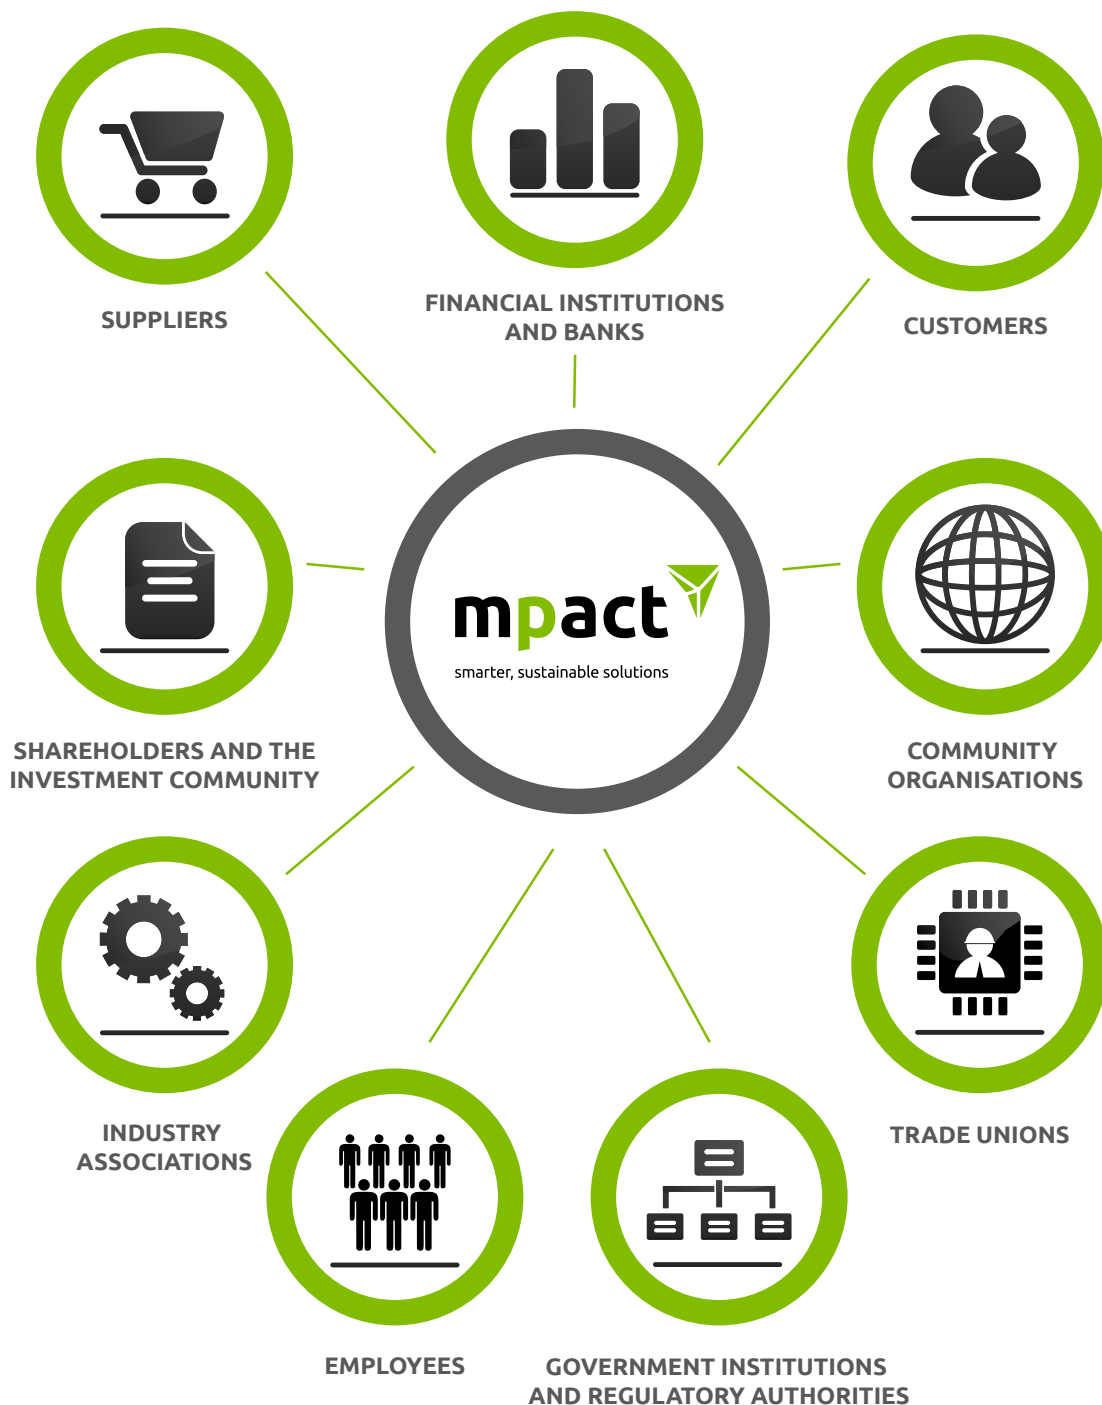 SUPPLIERS
FINANCIAL INSTITUTIONS
AND BANKS
CUSTOMERS
mpact
smarter, sustainable solutions
SHAREHOLDERS AND THE
INVESTMENT COMMUNITY
COMMUNITY
ORGANISATIONS
INDUSTRY
ASSOCIATIONS
TRADE UNIONS
EMPLOYEES
GOVERNMENT INSTITUTIONS
AND REGULATORY AUTHORITIES